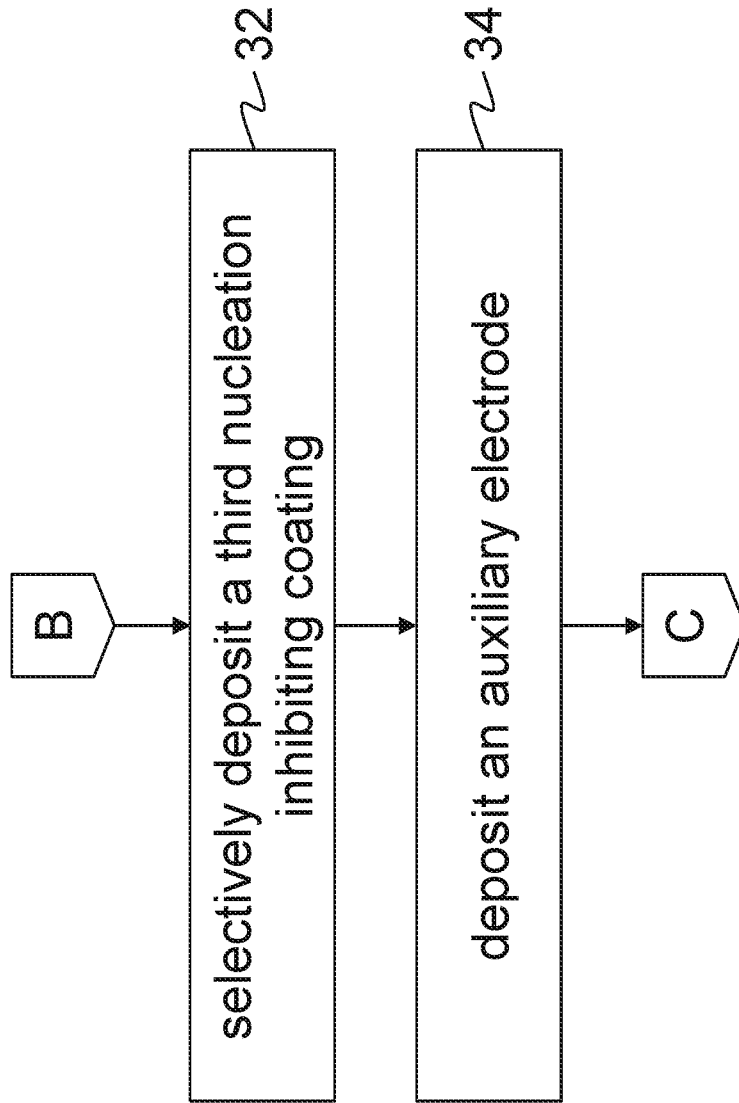 B
selectively deposit a third nucleation
inhibiting coating
32
deposit an auxiliary electrode
34
C